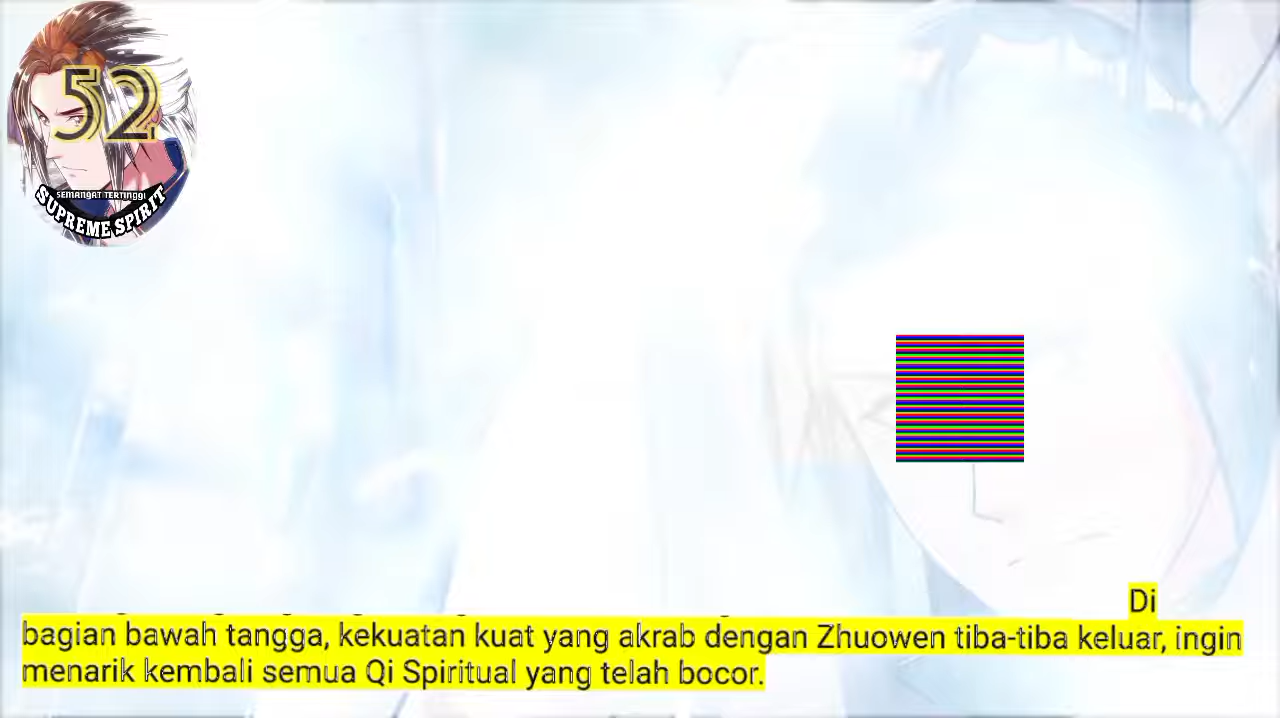 52
SEMANGAT TERTINGGI
SUPREME SPIRIT
Di
bagian bawah tangga, kekuatan kuat yang akrab dengan Zhuowen tiba-tiba keluar, ingin
menarik kembali semua Qi Spiritual yang telah bocor.